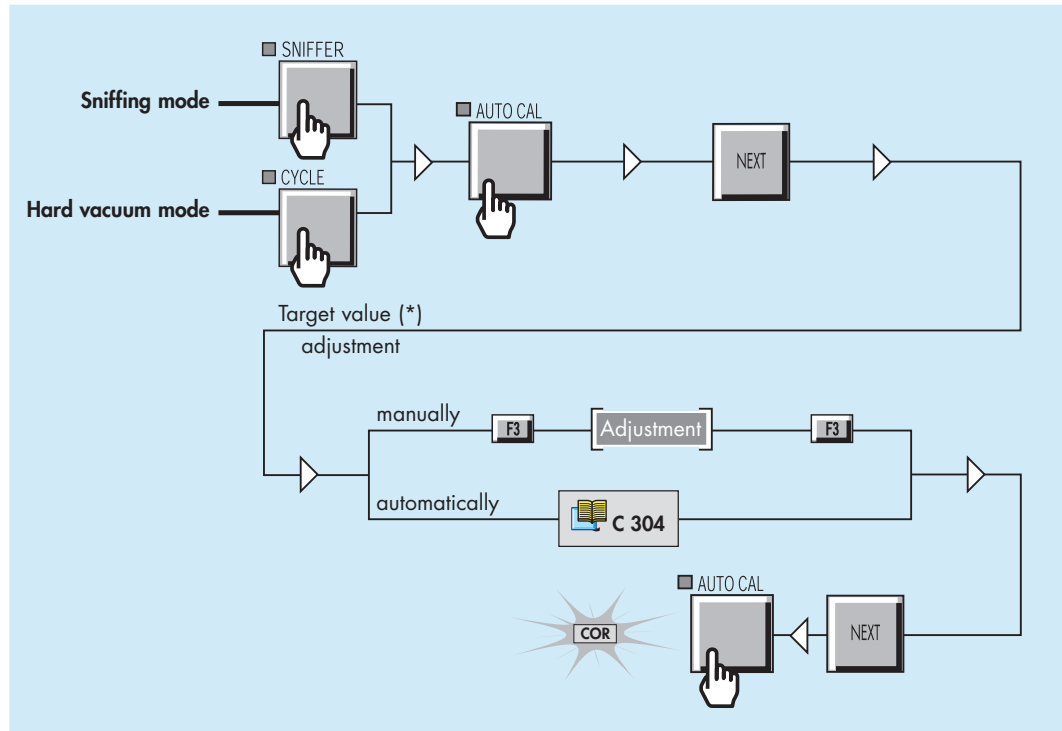 SNIFFER
Sniffing mode
AUTO CAL
NEXT
CYCLE
Hard vacuum mode
Target value (*)
adjustment
manually
F3
Adjustment
F3
automatically
C 304
AUTO CAL
COR
NEXT